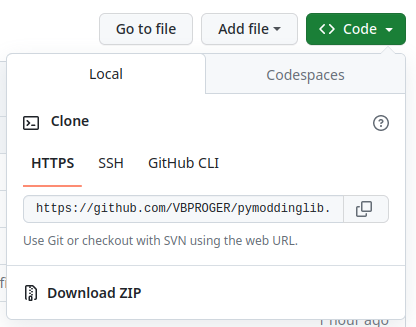 Go to file Add file <> Code
Local Codespaces
Clone
HTTPS SSH GitHub CLI
https://github.com/VBPROGER/pymoddinglib.
Use Git or checkout with SVN using the web URL.
Download ZIP
1 hour ago